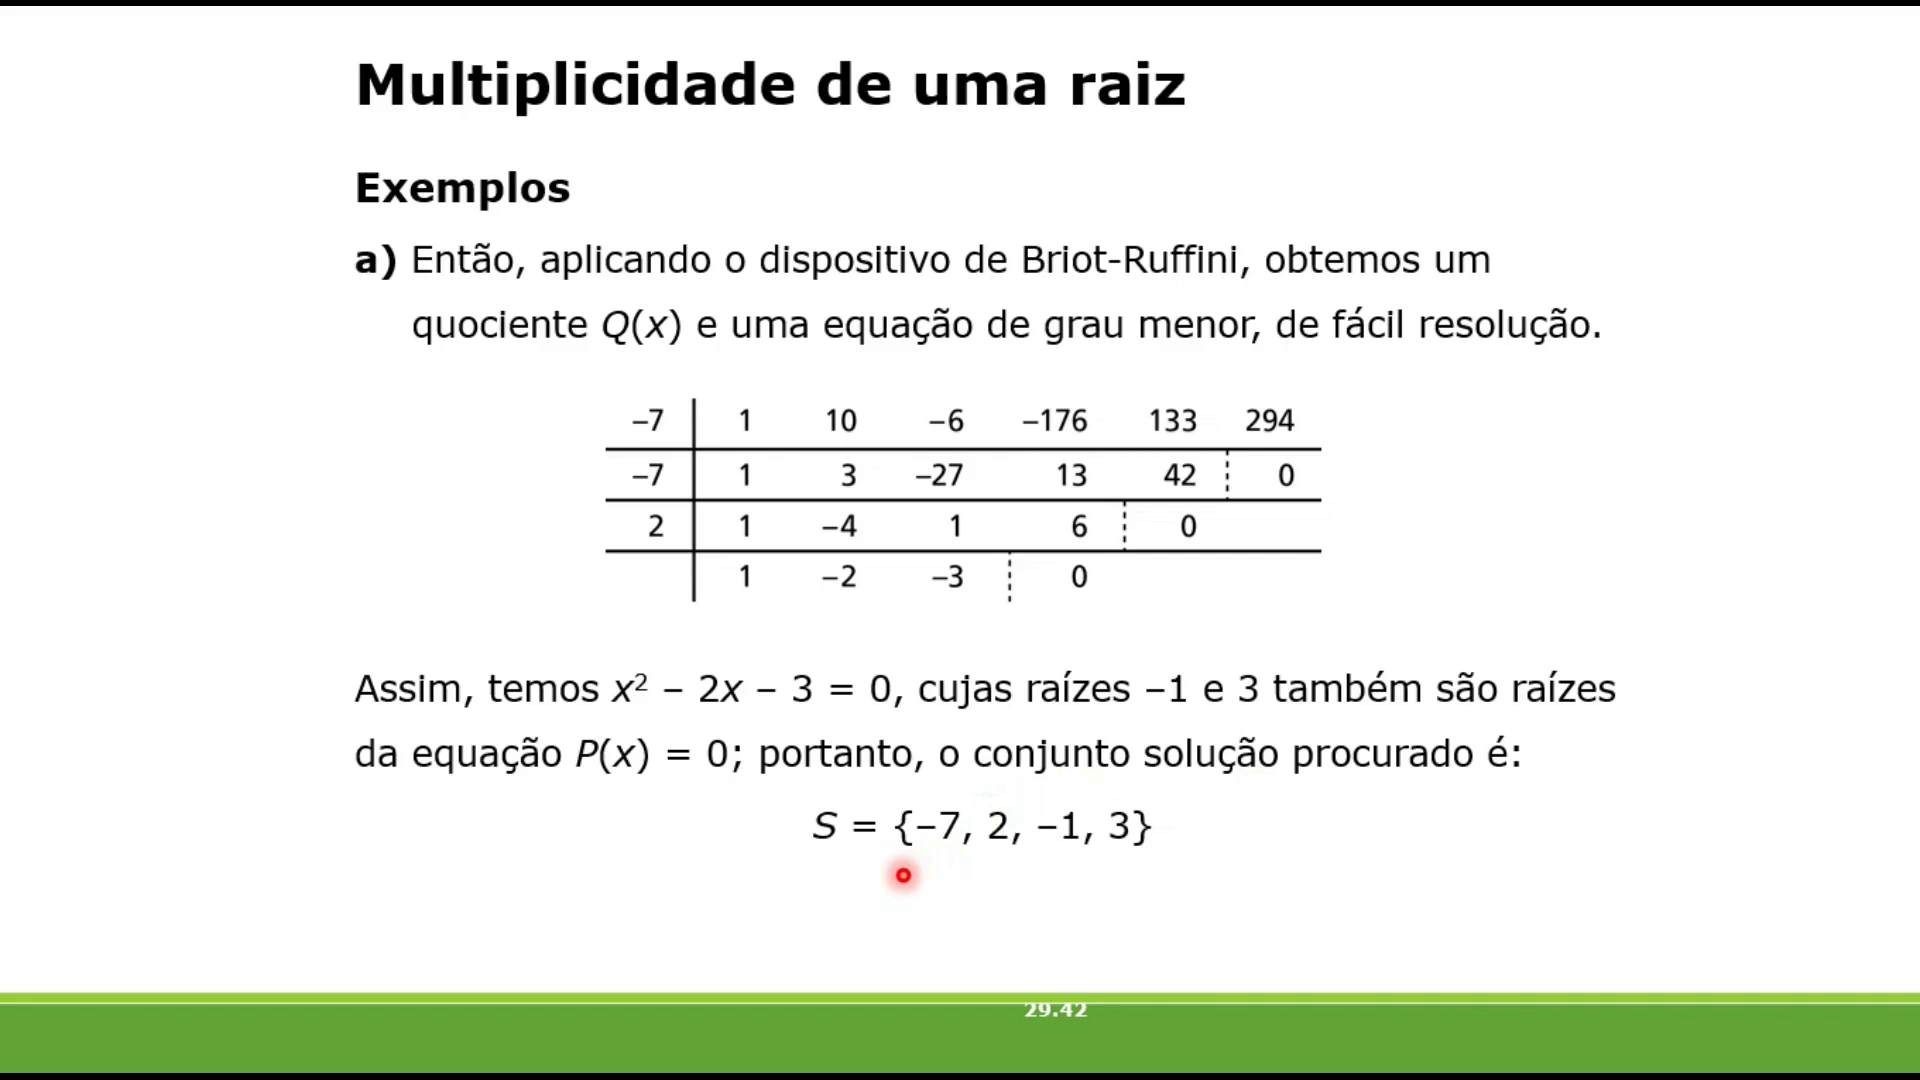 Multiplicidade de uma raiz
Exemplos
a) Então, aplicando o dispositivo de Briot-Ruffini, obtemos um
quociente Q(x) e uma equação de grau menor, de fácil resolução.
–7 1 10 –6 –176 133 294
–7 1 3 –27 13 42 0
2 1 –4 1 6 0
1 –2 –3 0
Assim, temos x² – 2x – 3 = 0, cujas raízes –1 e 3 também são raízes
da equação P(x) = 0; portanto, o conjunto solução procurado é:
S = {–7, 2, –1, 3}
29.42